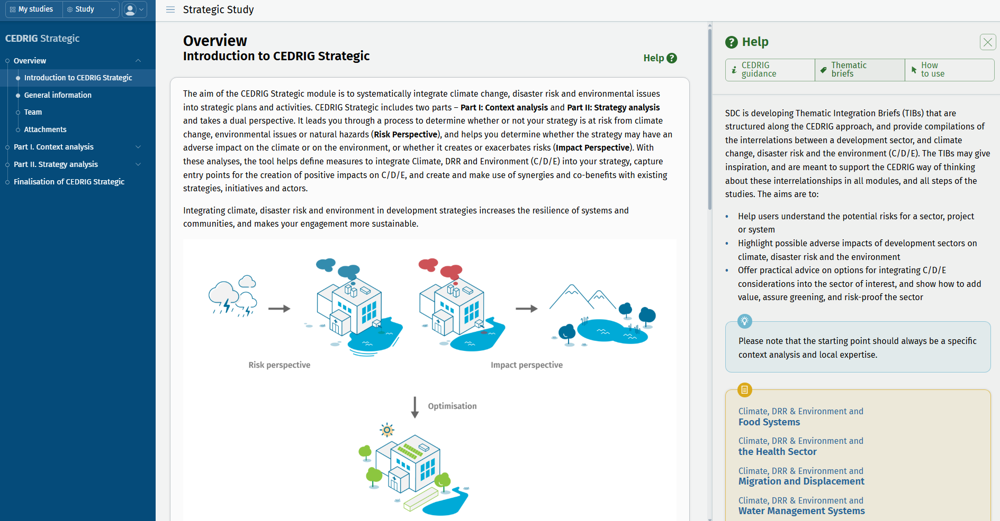 My studies
Study
CEDRIG Strategic
Overview
Introduction to CEDRIG Strategic
General information
Team
Attachments
Part I. Context analysis
Part II. Strategy analysis
Finalisation of CEDRIG Strategic
Strategic Study
Overview
Introduction to CEDRIG Strategic
Help
The aim of the CEDRIG Strategic module is to systematically integrate climate change, disaster risk and environmental issues
into strategic plans and activities. CEDRIG Strategic includes two parts – Part I: Context analysis and Part II: Strategy analysis
and takes a dual perspective. It leads you through a process to determine whether or not your strategy is at risk from climate
change, environmental issues or natural hazards (Risk Perspective), and helps you determine whether the strategy may have an
adverse impact on the climate or on the environment, or whether it creates or exacerbates risks (Impact Perspective). With
these analyses, the tool helps define measures to integrate Climate, DRR and Environment (C/D/E) into your strategy, capture
entry points for the creation of positive impacts on C/D/E, and create and make use of synergies and co-benefits with existing
strategies, initiatives and actors.
Integrating climate, disaster risk and environment in development strategies increases the resilience of systems and
communities, and makes your engagement more sustainable.
Risk perspective
Impact perspective
Optimisation
Help
CEDRIG
guidance
Thematic
briefs
How
to use
SDC is developing Thematic Integration Briefs (TIBs) that are
structured along the CEDRIG approach, and provide compilations of
the interrelations between a development sector, and climate
change, disaster risk and the environment (C/D/E). The TIBs may give
inspiration, and are meant to support the CEDRIG way of thinking
about these interrelationships in all modules, and all steps of the
studies. The aims are to:
• Help users understand the potential risks for a sector, project
or system
• Highlight possible adverse impacts of development sectors on
climate, disaster risk and the environment
• Offer practical advice on options for integrating C/D/E
considerations into the sector of interest, and show how to add
value, assure greening, and risk-proof the sector
Please note that the starting point should always be a specific
context analysis and local expertise.
Climate, DRR & Environment and
Food Systems
Climate, DRR & Environment and
the Health Sector
Climate, DRR & Environment and
Migration and Displacement
Climate, DRR & Environment and
Water Management Systems